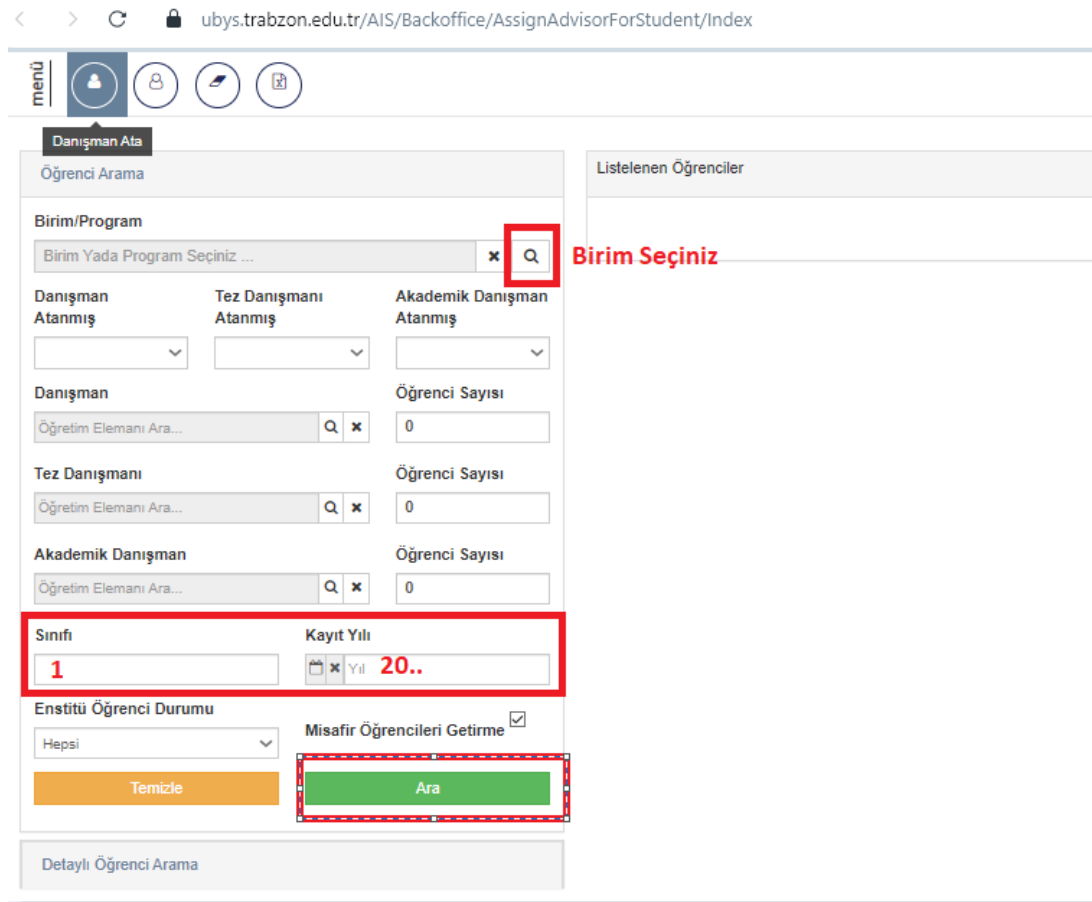 ubys.trabzon.edu.tr/AIS/Backoffice/AssignAdvisorForStudent/Index
menü
Danışman Ata
Öğrenci Arama
Listelenen Öğrenciler
Birim/Program
Birim Yada Program Seçiniz ...
Birim Seçiniz
Danışman Atanmış
Tez Danışmanı Atanmış
Akademik Danışman Atanmış
Danışman
Öğrenci Sayısı
Öğretim Elemanı Ara...
0
Tez Danışmanı
Öğrenci Sayısı
Öğretim Elemanı Ara...
0
Akademik Danışman
Öğrenci Sayısı
Öğretim Elemanı Ara...
0
Sınıfı
Kayıt Yılı
1
Yıl 20..
Enstitü Öğrenci Durumu
Misafir Öğrencileri Getirme
Hepsi
Temizle
Ara
Detaylı Öğrenci Arama